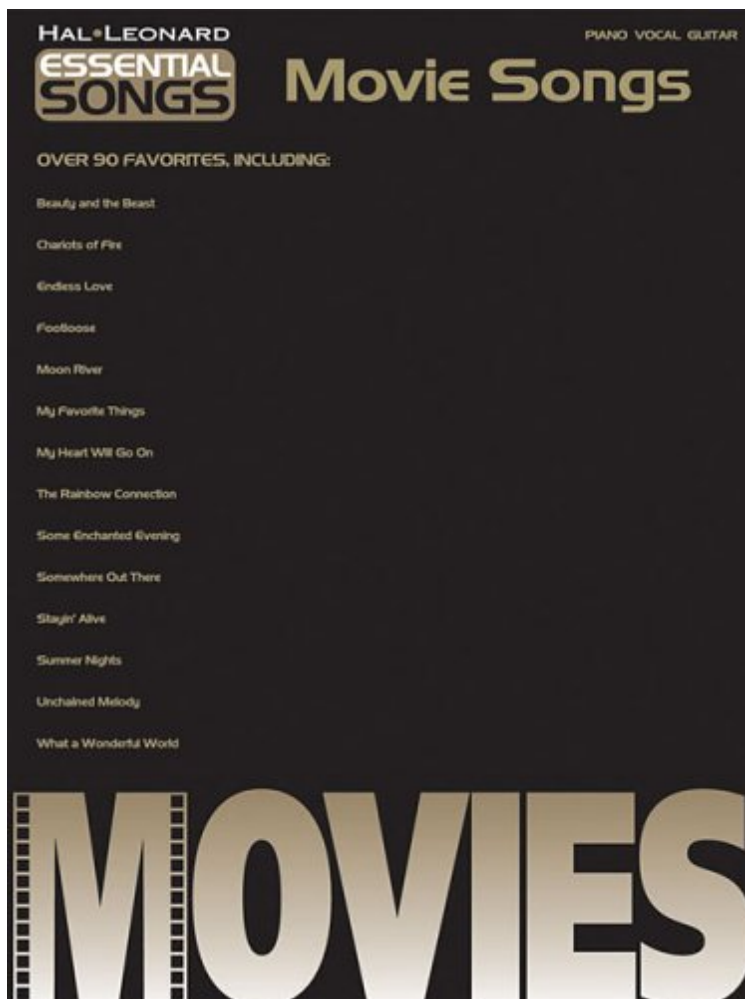 HAL•LEONARD
PIANO VOCAL GUITAR
ESSENTIAL
SONGS
Movie Songs
OVER 90 FAVORITES, INCLUDING:
Beauty and the Beast
Chariots of Fire
Endless Love
Footloose
Moon River
My Favorite Things
My Heart Will Go On
The Rainbow Connection
Some Enchanted Evening
Somewhere Out There
Stayin' Alive
Summer Nights
Unchained Melody
What a Wonderful World
MOVIES